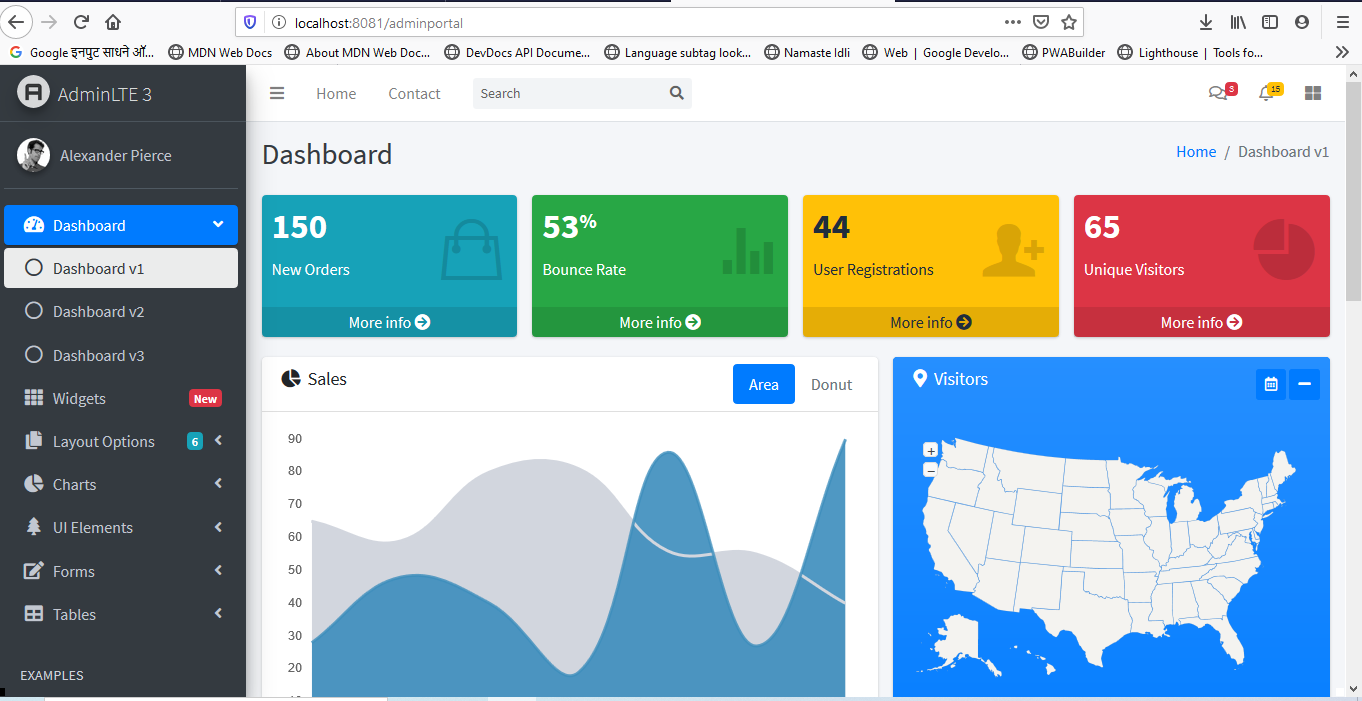 localhost:8081/adminportal
Google इनपुट साधने ऑ... MDN Web Docs About MDN Web Doc... DevDocs API Docume... Language subtag look... Namaste Idli Web | Google Develo... PWABuilder Lighthouse | Tools fo...
AdminLTE 3
Alexander Pierce
Dashboard
Dashboard v1
Dashboard v2
Dashboard v3
Widgets New
Layout Options 6
Charts
UI Elements
Forms
Tables
EXAMPLES
Home Contact Search 3 15
Dashboard
Home / Dashboard v1
150
New Orders
More info
53%
Bounce Rate
More info
44
User Registrations
More info
65
Unique Visitors
More info
Sales
Area Donut
90
80
70
60
50
40
30
20
Visitors
+
−